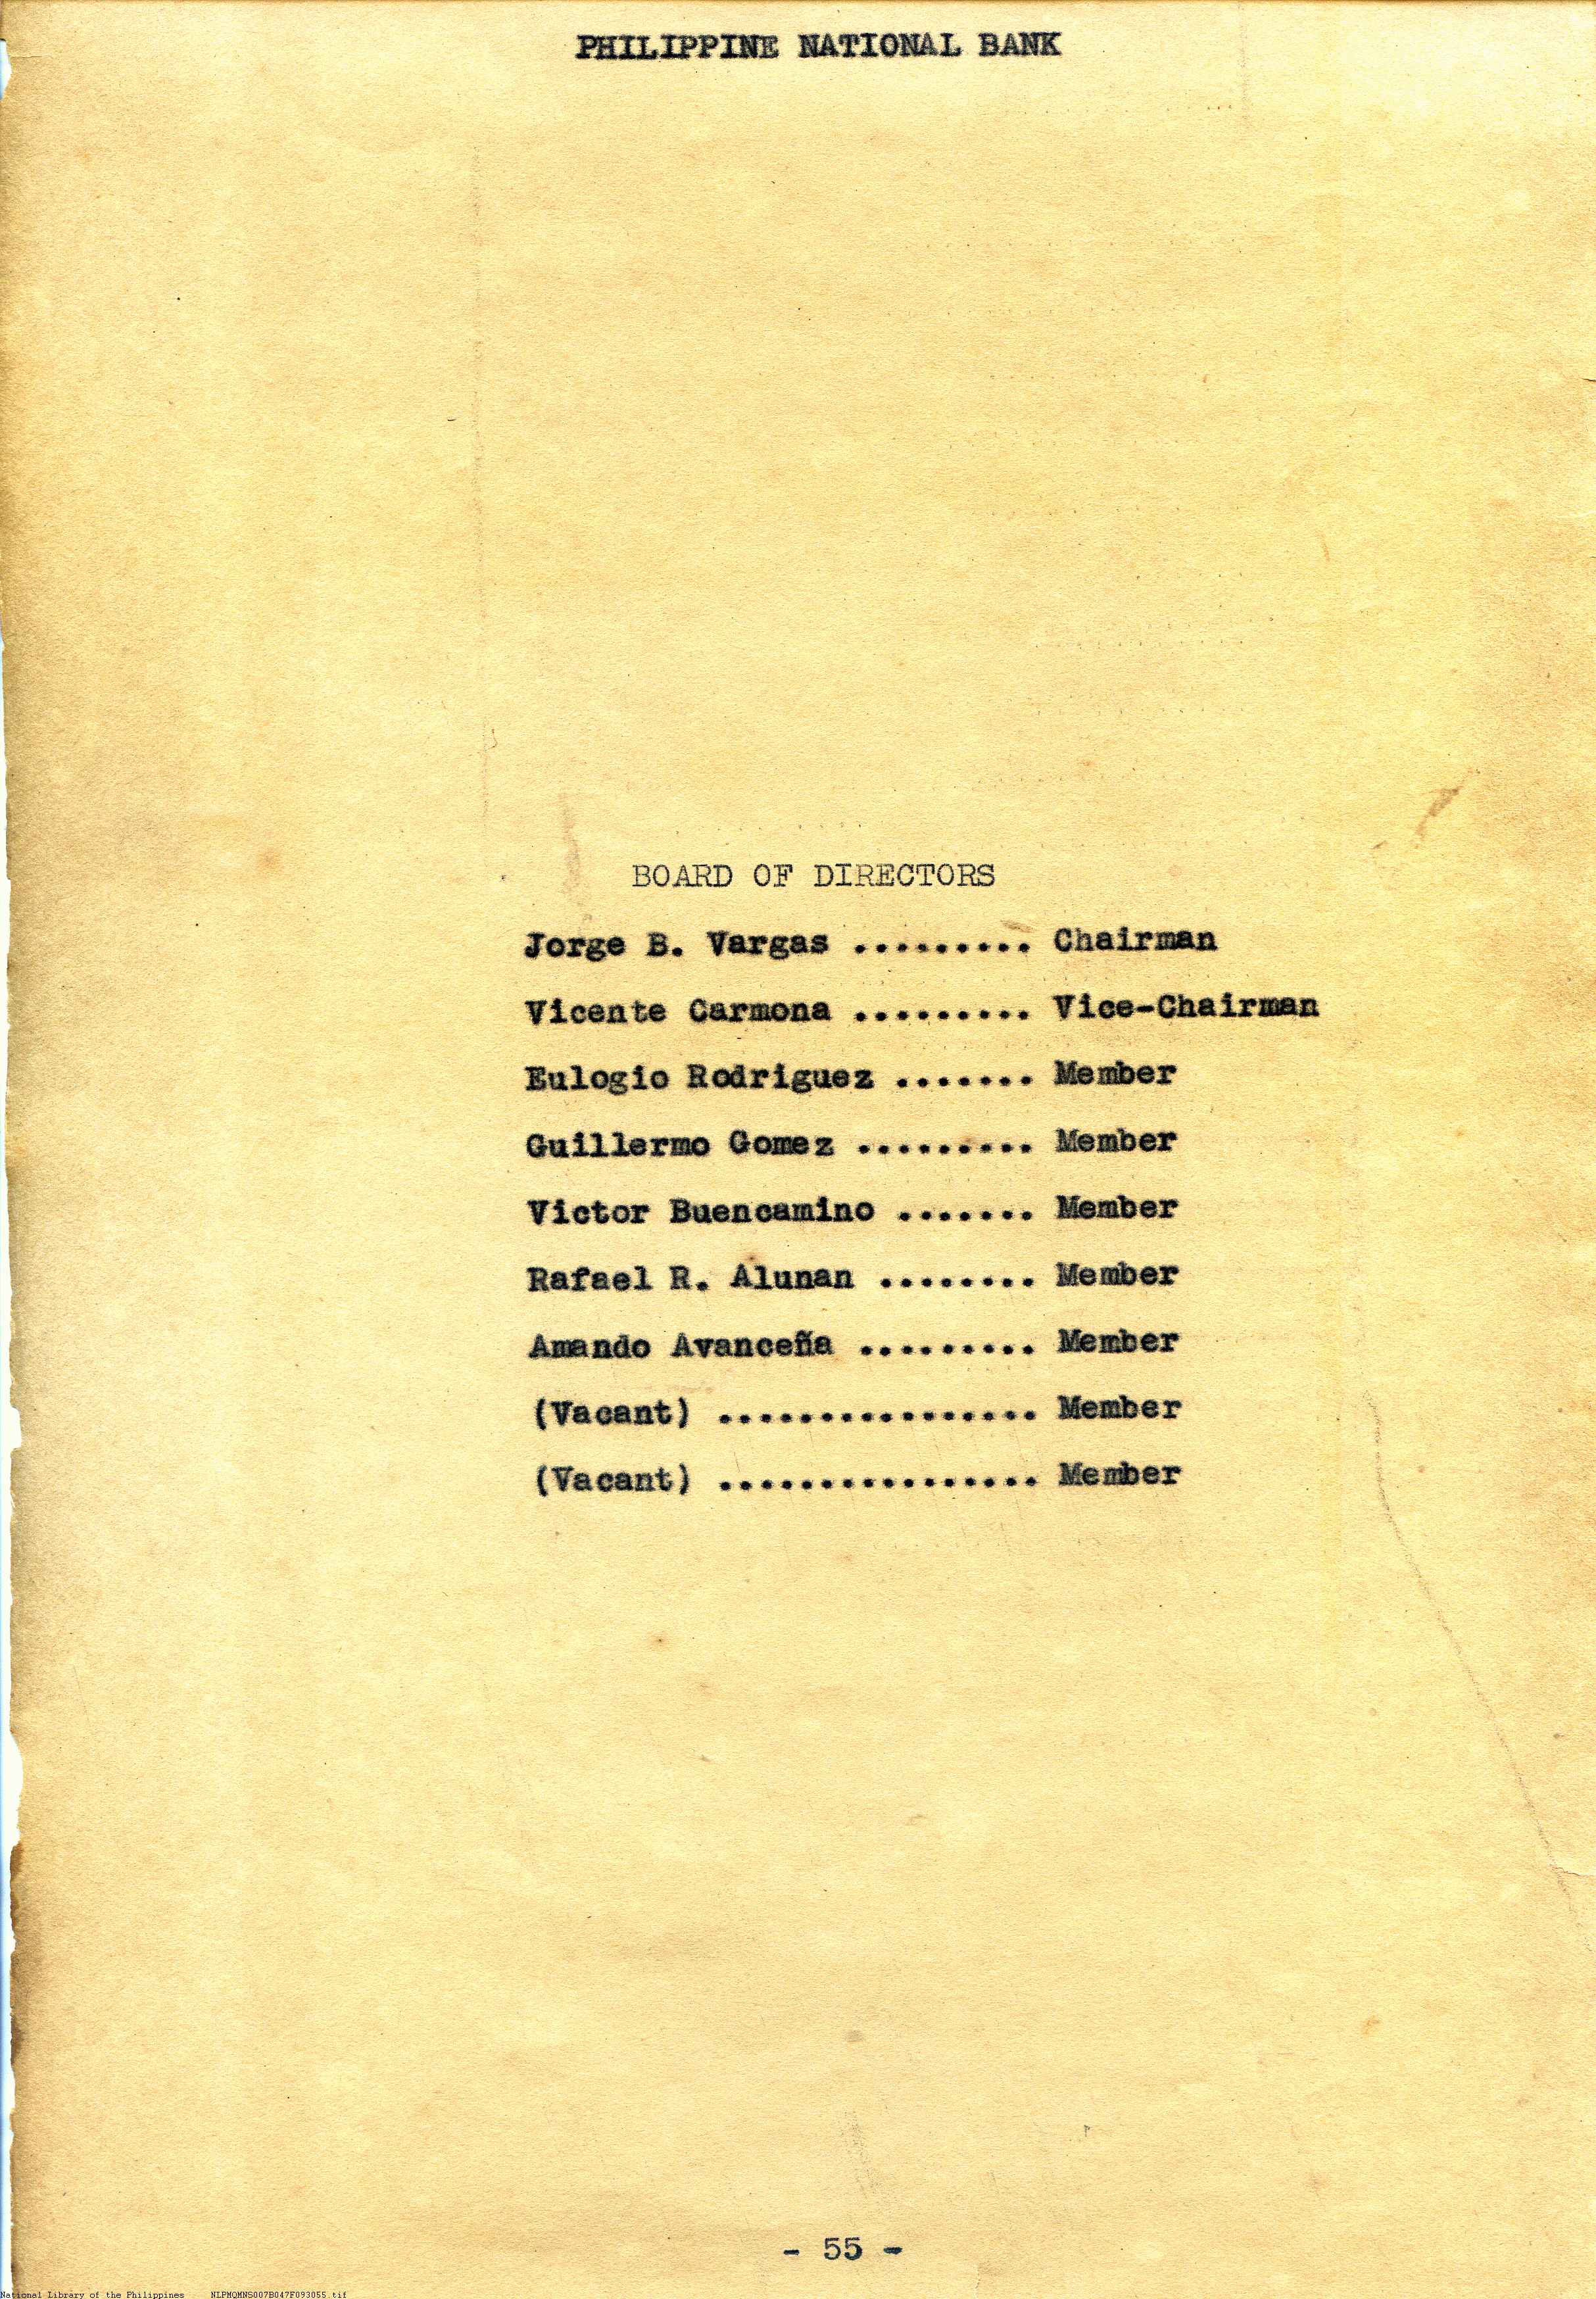 PHILIPPINE NATIONAL BANK
BOARD OF DIRECTORS
Jorge B. Vargas ......... Chairman
Vicente Carmona ......... Vice-Chairman
Eulogio Rodriguez ....... Member
Guillermo Gomez ......... Member
Victor Buencamino ....... Member
Rafael R. Alunan ........ Member
Amando Avanceña ......... Member
(Vacant) ................ Member
(Vacant) ................ Member
- 55 -
National Library of the Philippines NLPMQMNS007B047F093055.tif